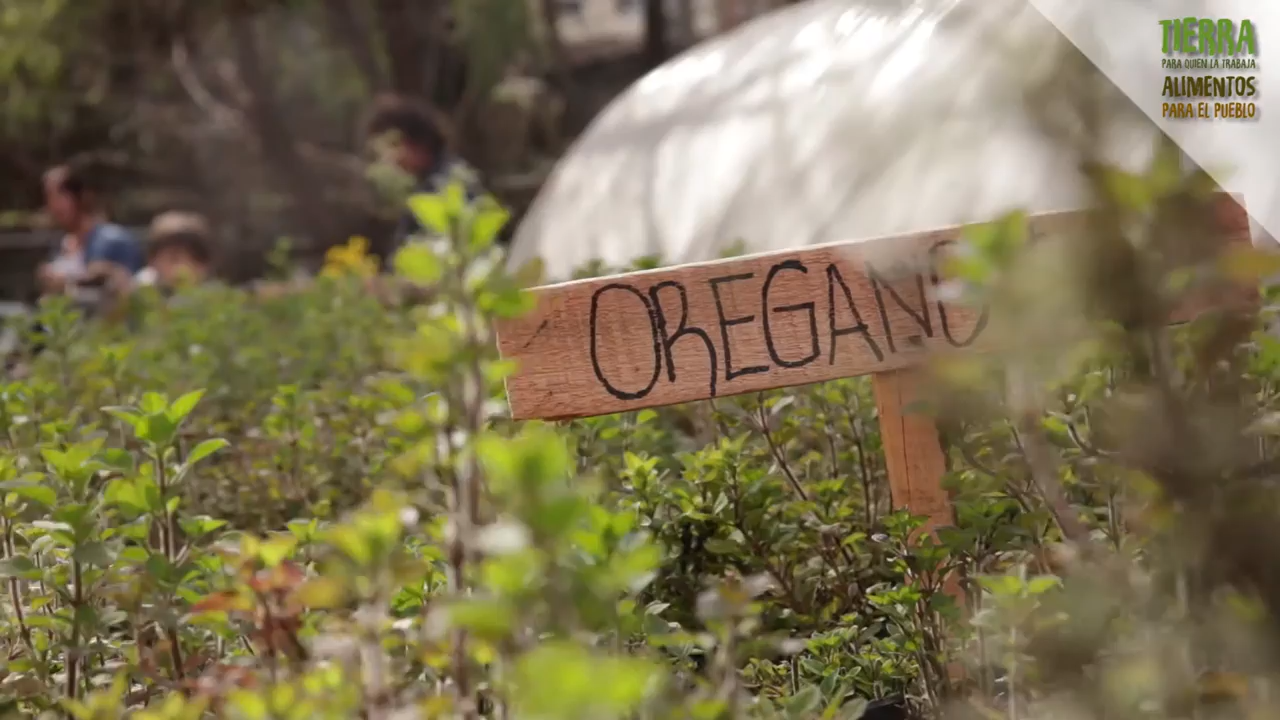 TIERRA
PARA QUIEN LA TRABAJA
ALIMENTOS
PARA EL PUEBLO
OREGANO